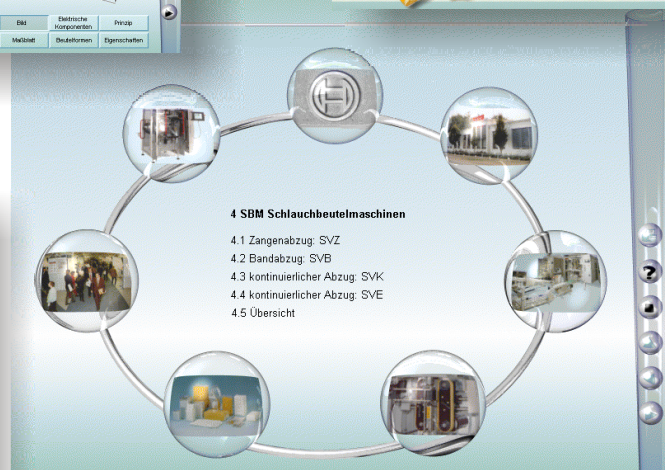 Bild
Elektrische Komponenten
Prinzip
Maßblatt
Beutelformen
Eigenschaften
4 SBM Schlauchbeutelmaschinen
4.1 Zangenabzug: SVZ
4.2 Bandabzug: SVB
4.3 kontinuierlicher Abzug: SVK
4.4 kontinuierlicher Abzug: SVE
4.5 Übersicht
?